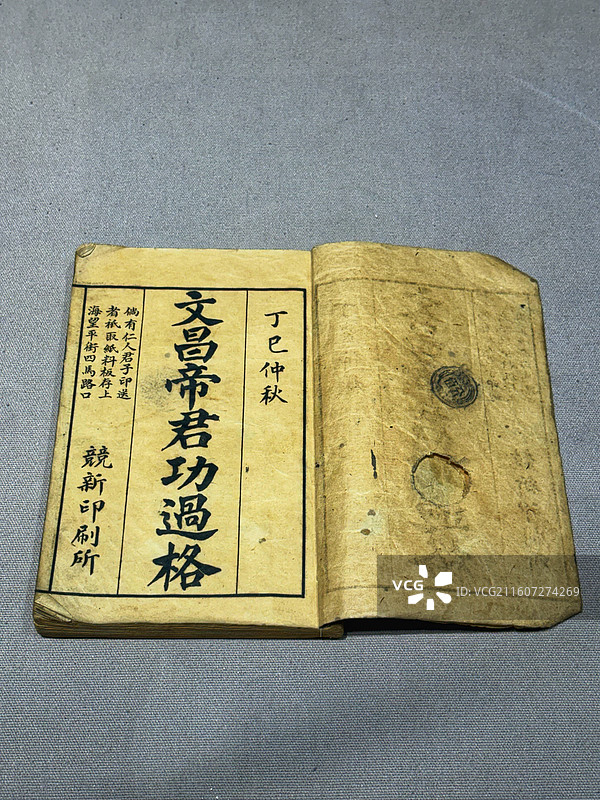 丁巳仲秋
文昌帝君功過格
倘有仁人君子印送
者祇取紙料板存上
海望平街四馬路口
競新印刷所
VCG
ID: VCG211607274269